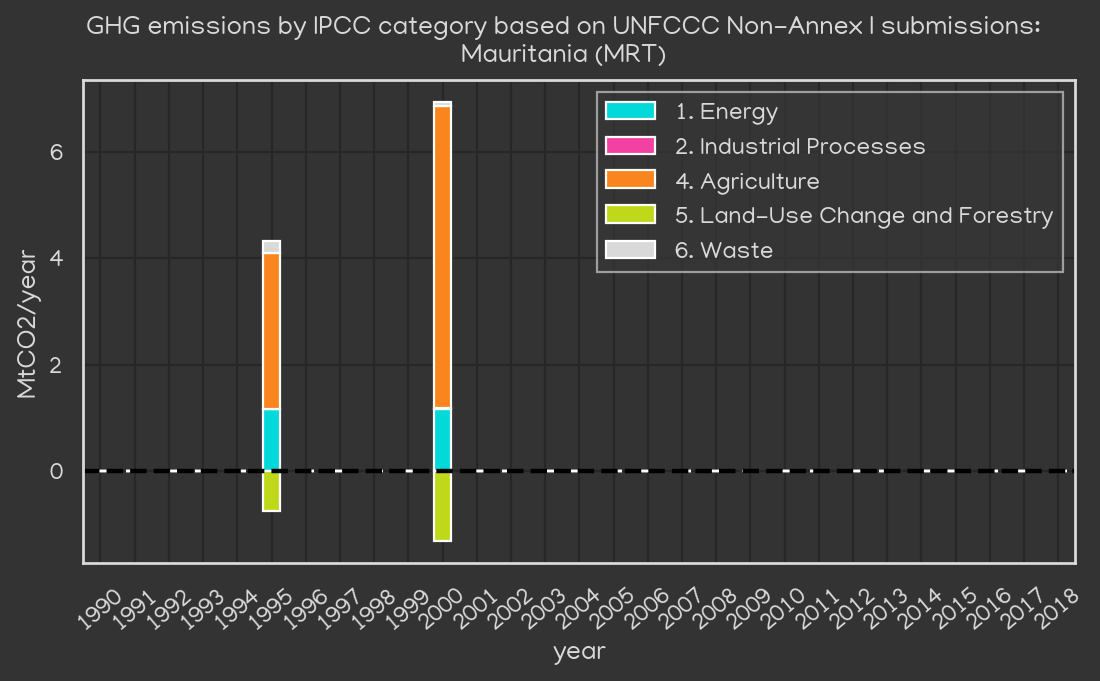 GHG emissions by IPCC category based on UNFCCC Non-Annex I submissions:
Mauritania (MRT)
1. Energy
2. Industrial Processes
4. Agriculture
5. Land-Use Change and Forestry
6. Waste
MtCO2/year
6
4
2
0
1990 1991 1992 1993 1994 1995 1996 1997 1998 1999 2000 2001 2002 2003 2004 2005 2006 2007 2008 2009 2010 2011 2012 2013 2014 2015 2016 2017 2018
year